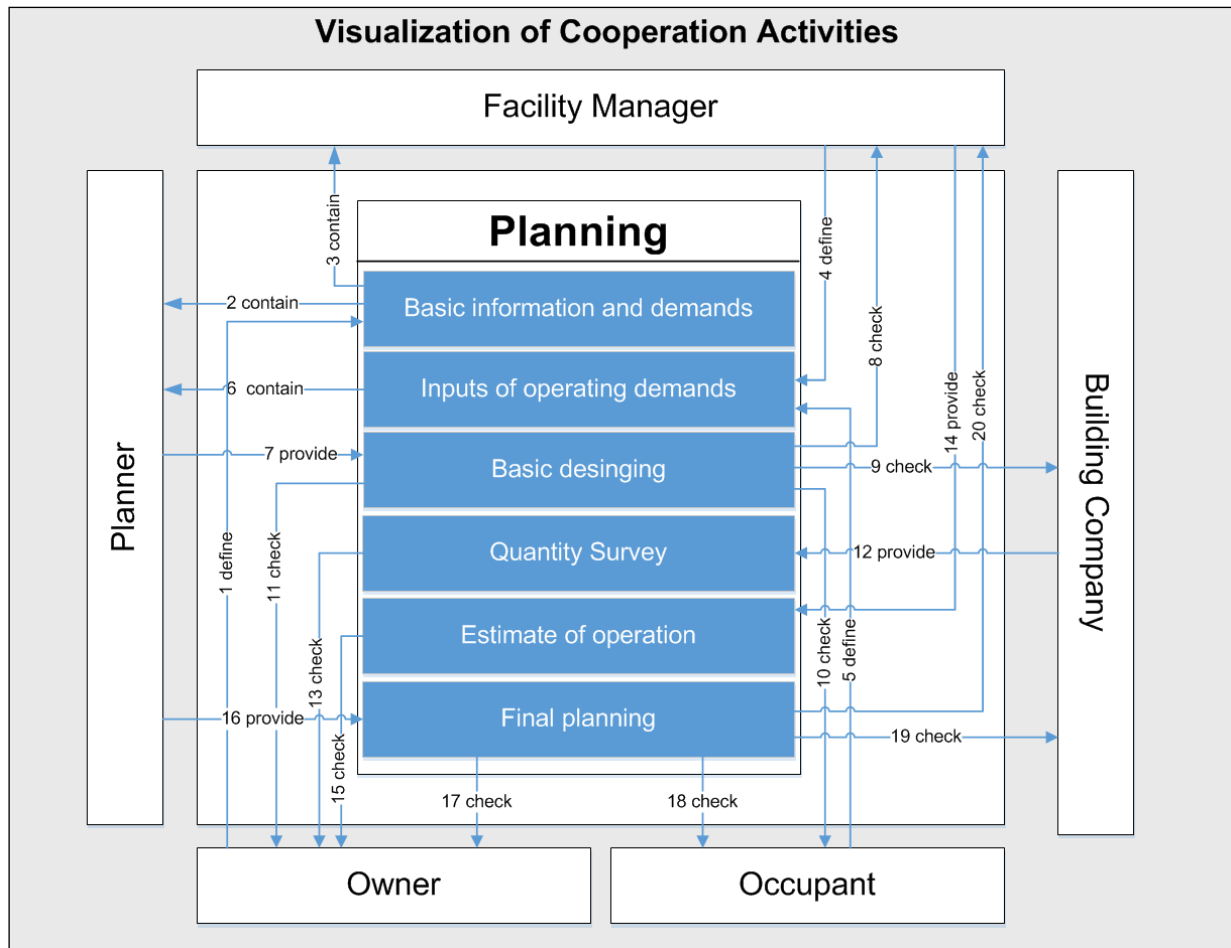 Visualization of Cooperation Activities
Facility Manager
Planner
Building Company
Planning
3 contain
4 define
8 check
14 provide
20 check
2 contain
Basic information and demands
6 contain
Inputs of operating demands
7 provide
Basic desinging
9 check
1 define
11 check
Quantity Survey
12 provide
13 check
Estimate of operation
10 check
5 define
15 check
16 provide
Final planning
19 check
17 check
18 check
Owner
Occupant